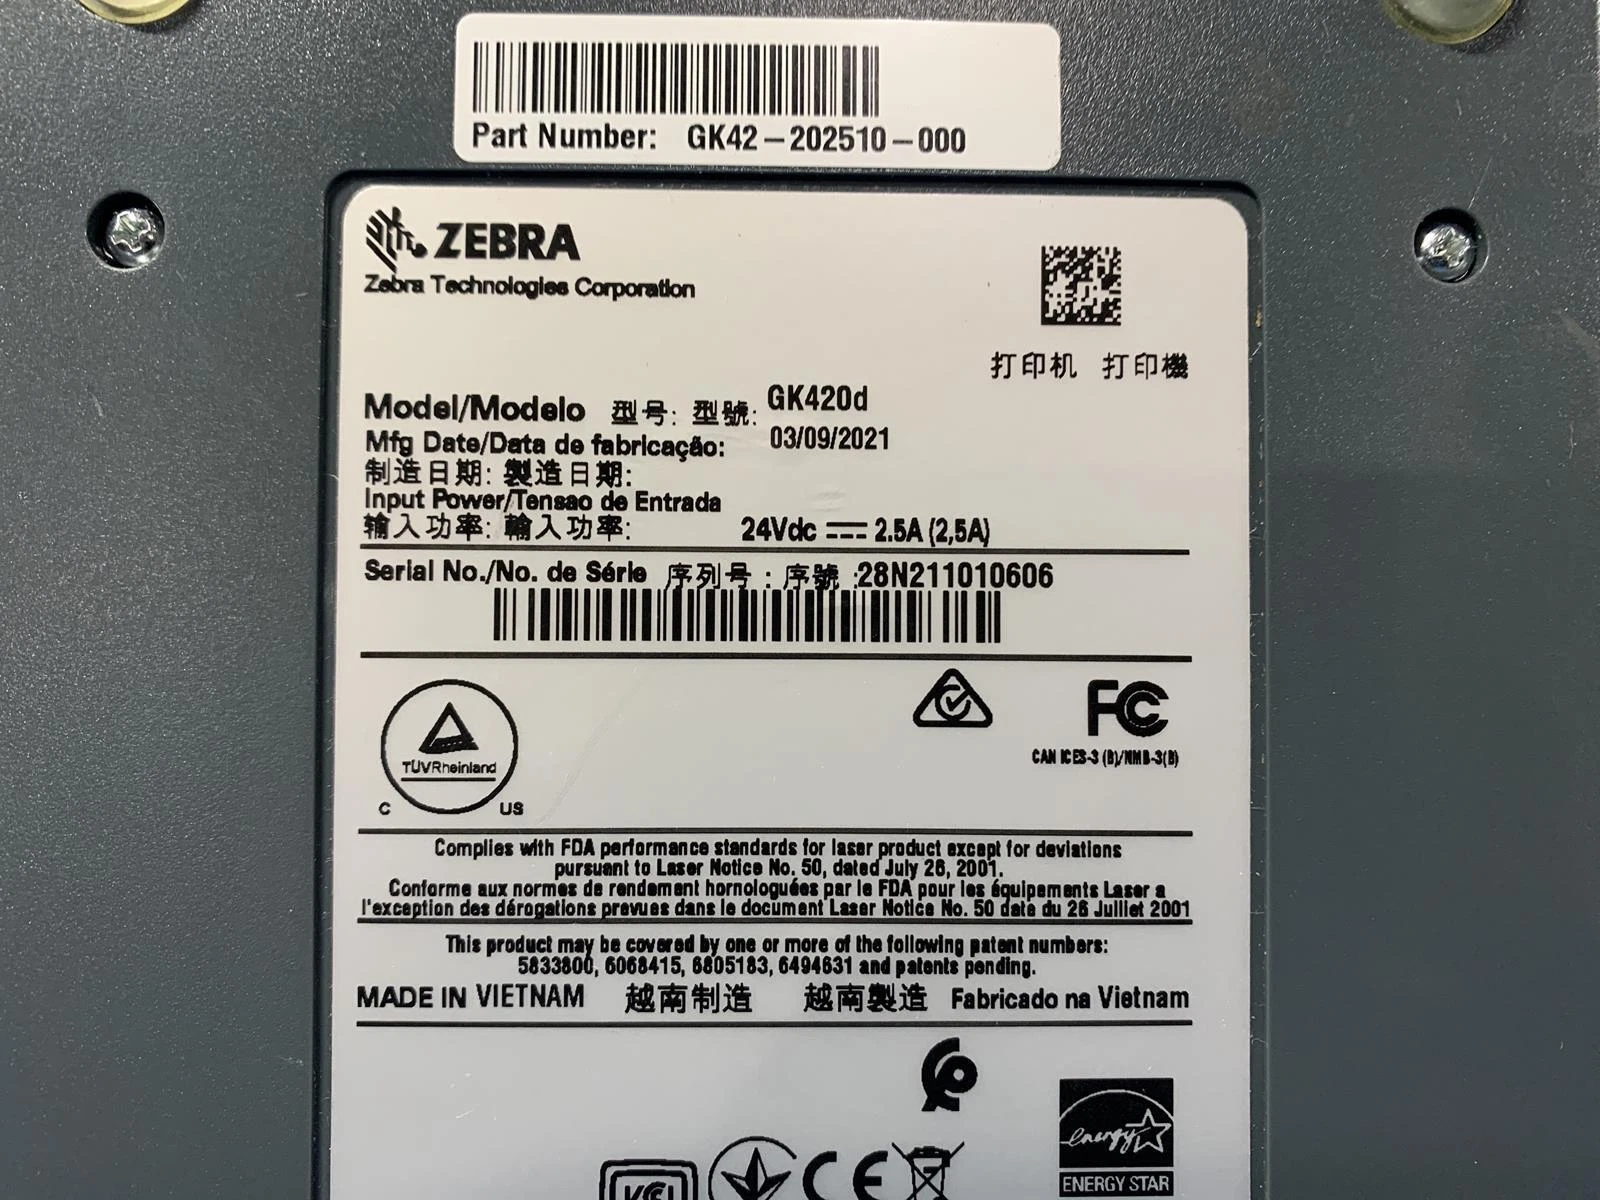 Part Number: GK42-202510-000
ZEBRA
Zebra Technologies Corporation
打印机 打印機
Model/Modelo 型号: 型號: GK420d
Mfg Date/Data de fabricação: 03/09/2021
制造日期: 製造日期:
Input Power/Tensao de Entrada
输入功率: 輸入功率: 24Vdc 2.5A (2,5A)
Serial No./No. de Série 序列号 : 序號 :28N211010606
TÜVRheinland
C US
FC
CAN ICES-3 (B)/NMB-3(B)
Complies with FDA performance standards for laser product except for deviations
pursuant to Laser Notice No. 50, dated July 26, 2001.
Conforme aux normes de rendement homologuées par le FDA pour les équipements Laser a
l'exception des dérogations prevues dans le document Laser Notice No. 50 date du 26 Julliet 2001
This product may be covered by one or more of the following patent numbers:
5833800, 6068415, 6805183, 6494631 and patents pending.
MADE IN VIETNAM 越南制造 越南製造 Fabricado na Vietnam
energy
ENERGY STAR
CE